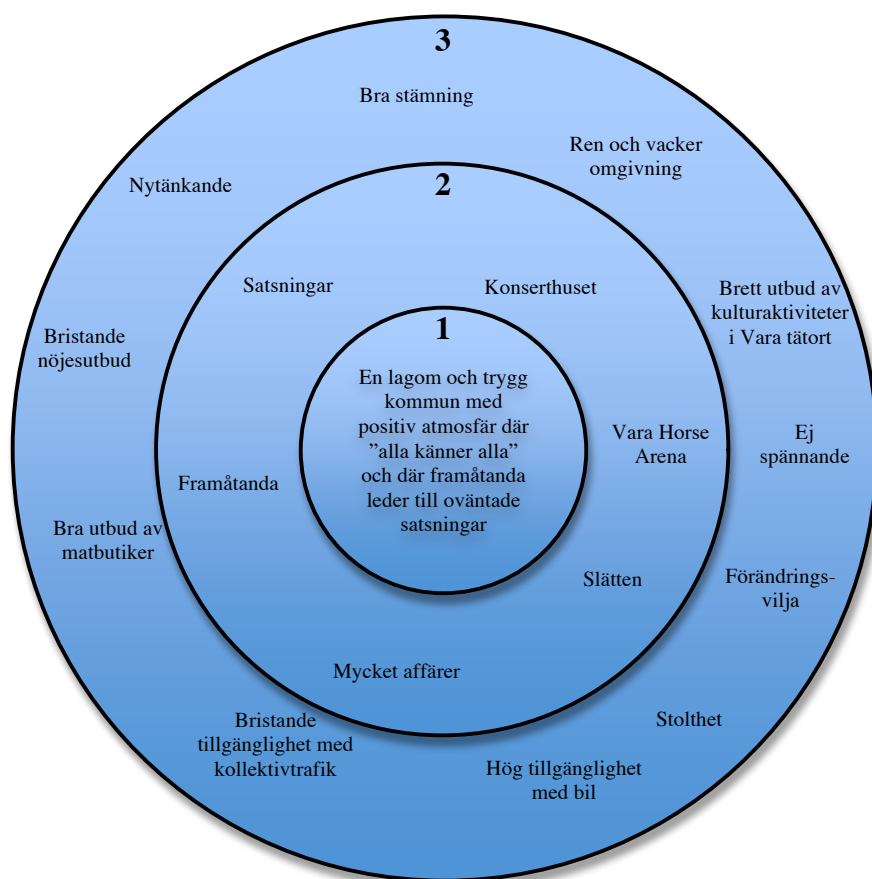 3
Bra stämning
Ren och vacker
omgivning
Nytänkande
2
Satsningar
Konserthuset
Brett utbud av
kulturaktiviteter
i Vara tätort
Bristande
nöjesutbud
1
En lagom och trygg
kommun med
positiv atmosfär där
”alla känner alla”
och där framåtanda
leder till oväntade
satsningar
Vara Horse
Arena
Ej
spännande
Framåtanda
Bra utbud av
matbutiker
Slätten
Förändrings-
vilja
Mycket affärer
Bristande
tillgänglighet med
kollektivtrafik
Stolthet
Hög tillgänglighet
med bil